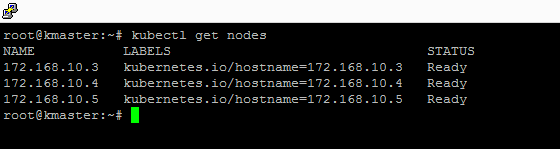 root@kmaster:~# kubectl get nodes
NAME LABELS STATUS
172.168.10.3 kubernetes.io/hostname=172.168.10.3 Ready
172.168.10.4 kubernetes.io/hostname=172.168.10.4 Ready
172.168.10.5 kubernetes.io/hostname=172.168.10.5 Ready
root@kmaster:~#